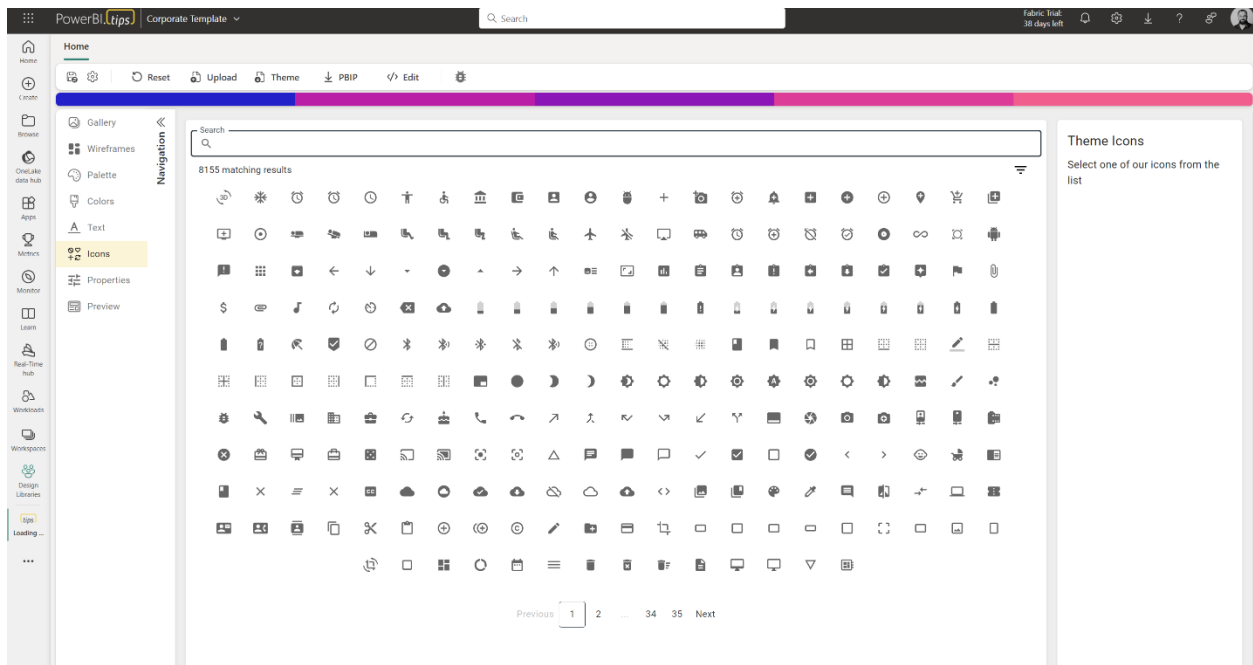 PowerBI.tips
Corporate Template
Search
Fabric Trial:
38 days left
Home
Create
Browse
OneLake
data hub
Apps
Metrics
Monitor
Learn
Real-Time
hub
Workloads
Workspaces
Design
Libraries
tips
Loading ...
Home
Reset
Upload
Theme
PBIP
Edit
Gallery
Wireframes
Palette
Colors
Text
Icons
Properties
Preview
Navigation
Search
8155 matching results
3D
CC
Previous 1 2 ... 34 35 Next
Theme Icons
Select one of our icons from the
list